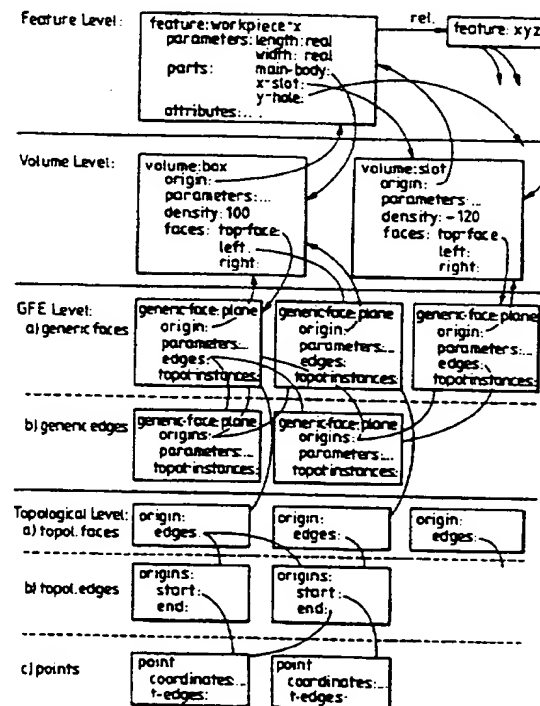 Feature Level:
feature:workpiece-x
parameters: length: real
width: real
parts: main-body:
x-slot:
y-hole:
attributes:... .
rel.
feature: xyz
Volume Level:
volume:box
origin:
parameters:...
density: 100
faces: top-face
left:
right:
volume:slot
origin:
parameters:...
density: -120
faces: top-face
left:
right:
GFE Level:
a) generic faces
generic-face:plane
origin:
parameters:...
edges:
topol-instances:
generic-face:plane
origin:
parameters:...
edges:
topol-instances:
generic-face:plane
origin:
parameters:...
edges:
topol-instances:
b) generic edges
generic-face:plane
origins:
parameters:...
topol-instances:
generic-face:plane
origins:
parameters:...
topol-instances:
Topological Level:
a) topol. faces
origin:
edges:
origin:
edges:
origin:
edges:
b) topol. edges
origins:
start:
end:
origins:
start:
end:
c) points
point
coordinates:...
t-edges:
point
coordinates:...
t-edges: